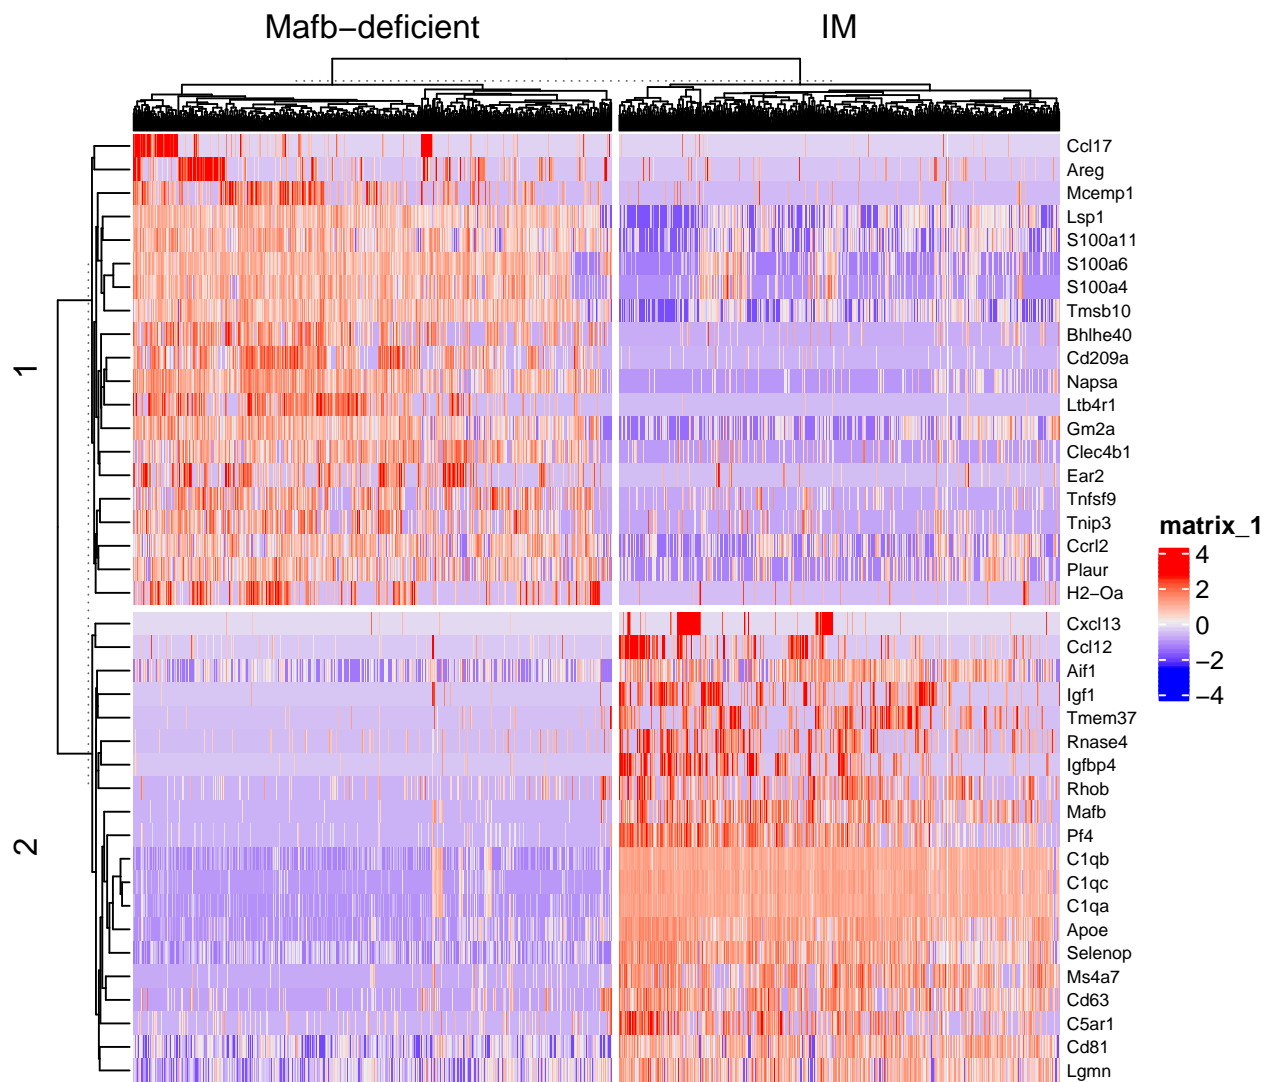 Mafb−deficient
IM
Ccl17
Areg
Mcemp1
Lsp1
S100a11
S100a6
S100a4
Tmsb10
Bhlhe40
Cd209a
Napsa
Ltb4r1
Gm2a
Clec4b1
Ear2
Tnfsf9
Tnip3
Ccrl2
Plaur
H2−Oa
1
Cxcl13
Ccl12
Aif1
Igf1
Tmem37
Rnase4
Igfbp4
Rhob
Mafb
Pf4
C1qb
C1qc
C1qa
Apoe
Selenop
Ms4a7
Cd63
C5ar1
Cd81
Lgmn
2
matrix_1
4
2
0
−2
−4